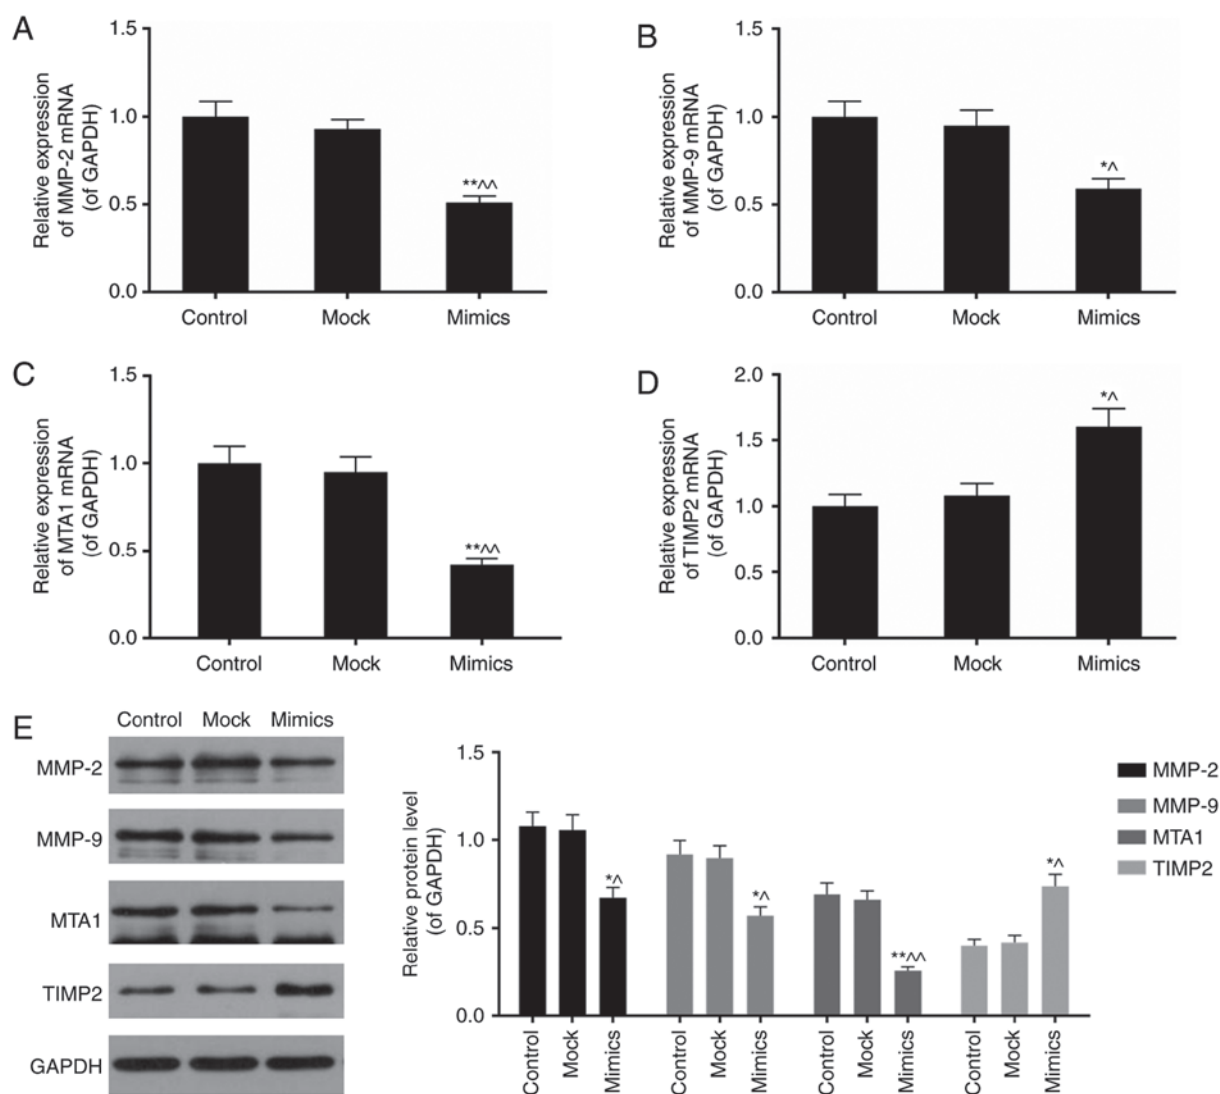 A
Relative expression
of MMP-2 mRNA
(of GAPDH)
1.5
1.0
0.5
0.0
**^^
Control Mock Mimics
B
Relative expression
of MMP-9 mRNA
(of GAPDH)
1.5
1.0
0.5
0.0
*^
Control Mock Mimics
C
Relative expression
of MTA1 mRNA
(of GAPDH)
1.5
1.0
0.5
0.0
**^^
Control Mock Mimics
D
Relative expression
of TIMP2 mRNA
(of GAPDH)
2.0
1.5
1.0
0.5
0.0
*^
Control Mock Mimics
E
Control Mock Mimics
MMP-2
MMP-9
MTA1
TIMP2
GAPDH
Relative protein level
(of GAPDH)
1.5
1.0
0.5
0.0
*^
*^
**^^
*^
Control
Mock
Mimics
Control
Mock
Mimics
Control
Mock
Mimics
Control
Mock
Mimics
MMP-2
MMP-9
MTA1
TIMP2